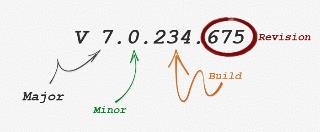 V 7.0.234.675
Revision
Build
Major
Minor